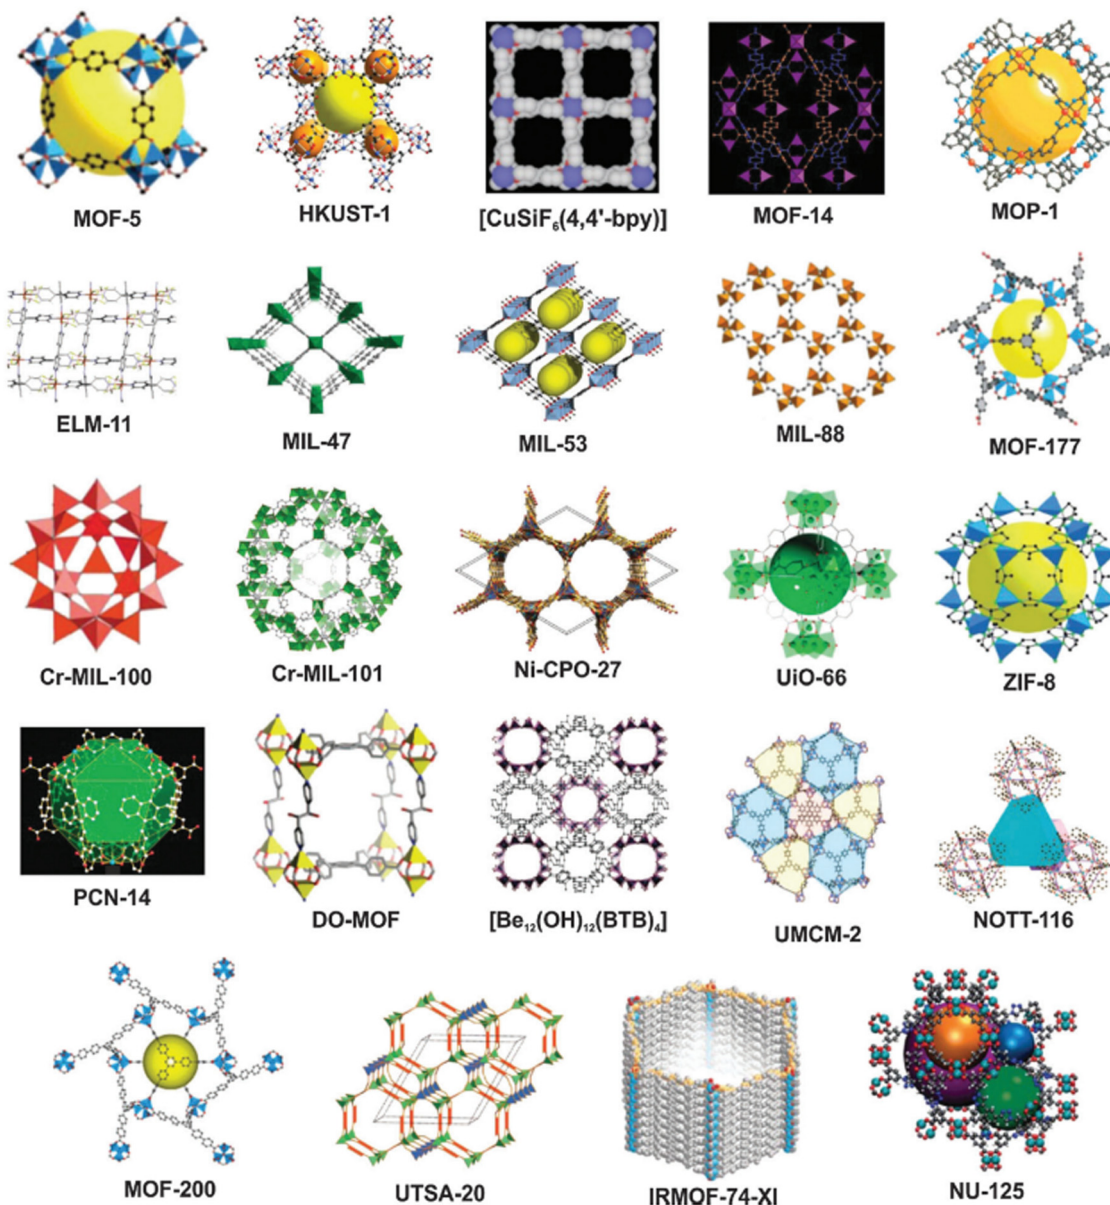 MOF-5
HKUST-1
[CuSiF₆(4,4'-bpy)]
MOF-14
MOP-1
ELM-11
MIL-47
MIL-53
MIL-88
MOF-177
Cr-MIL-100
Cr-MIL-101
Ni-CPO-27
UiO-66
ZIF-8
PCN-14
DO-MOF
[Be₁₂(OH)₁₂(BTB)₄]
UMCM-2
NOTT-116
MOF-200
UTSA-20
IRMOF-74-XI
NU-125